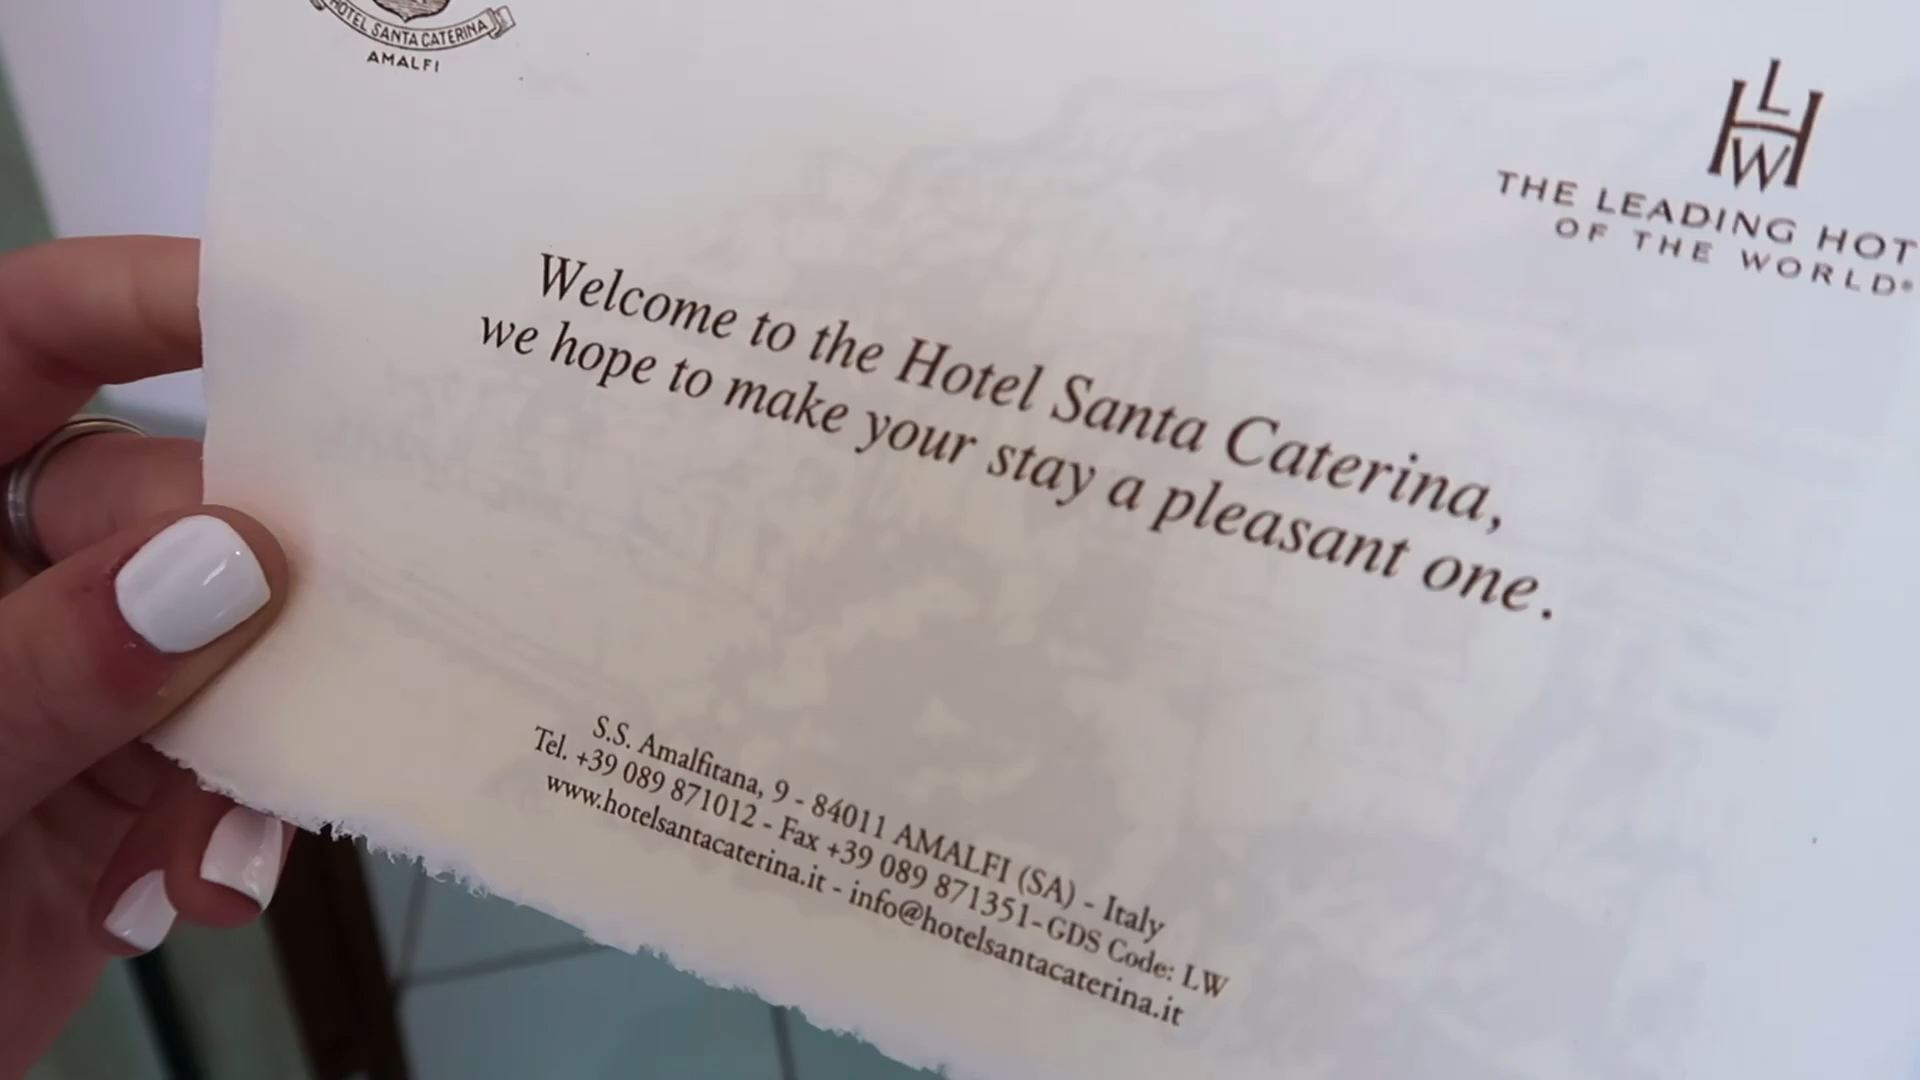 HOTEL SANTA CATERINA
AMALFI
L
H
W
THE LEADING HOT
OF THE WORLD®
Welcome to the Hotel Santa Caterina,
we hope to make your stay a pleasant one.
S.S. Amalfitana, 9 - 84011 AMALFI (SA) - Italy
Tel. +39 089 871012 - Fax +39 089 871351-GDS Code: LW
www.hotelsantacaterina.it - info@hotelsantacaterina.it